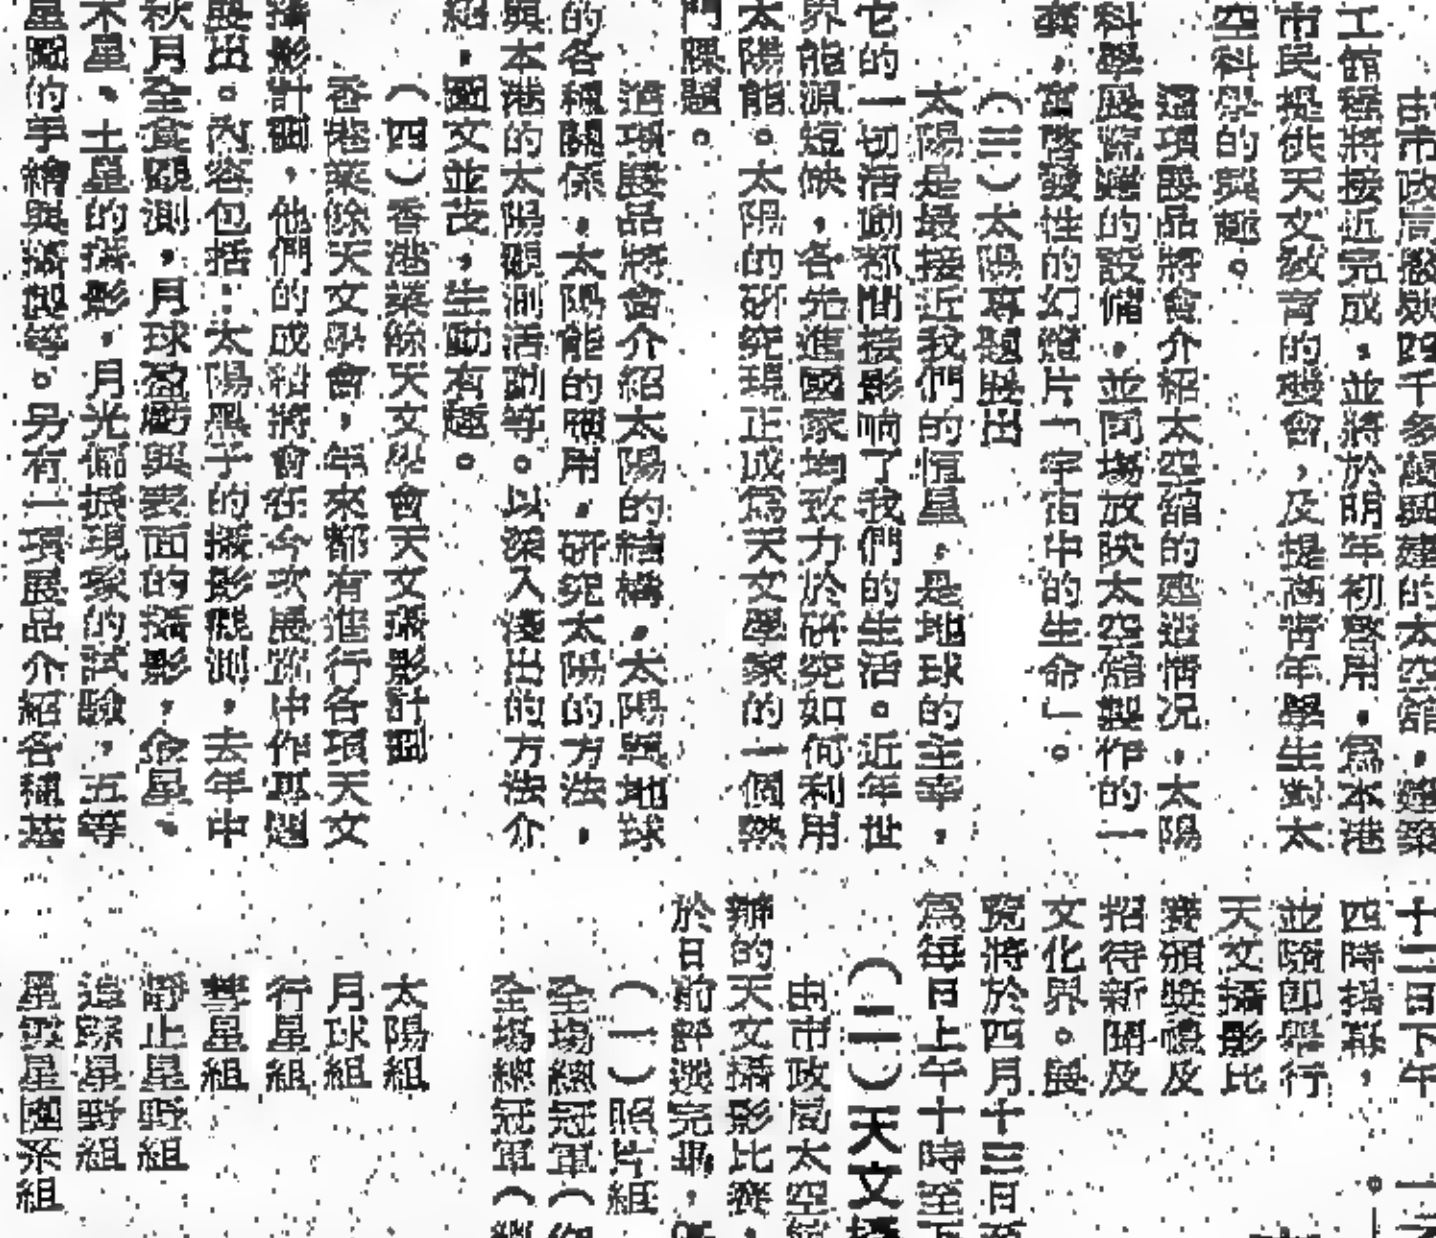 由市政局撥款四千多萬興建的太空館，建築
工館程將接近完成，並將於明年初啓用，爲本港
市民提供天文敎育的機會，及提高靑年學生對太
空科學的興趣。
這項展品將會介紹太空館的建造情况，太陽
科學展覽廳的設備，並同場放映太空館製作的一
套，富啓發性的幻燈片「宇宙中的生命」。
（三）太陽專題展出
太陽是最接近我們的恒星，是地球的主宰，
它的一切活動都間接影响了我們的生活。近年世
界能源短缺，各先進國家均致力於研究如何利用
太陽能。太陽的研究現正成爲天文學家的一個熱
門課題。
這項展品將會介紹太陽的結構，太陽與地球
的各種關係，太陽能的應用，研究太陽的方法，
與本港的太陽觀測活動等。以深入淺出的方法介
紹，圖文並茂，生動有趣。
（四）香港業餘天文學會天文攝影計劃
香港業餘天文學會，年來都有進行各項天文
攝影計劃，他們的成績將會在今次展覽中作專題
展出。內容包括：太陽黑子的攝影觀測，去年中
秋月全食觀測，月球盈虧與表面的攝影，金星、
木星、土星的攝影，月光偏振現象的試驗，五等
星圖的手繪與攝製等。另有一項展品介紹各種基
十二日下午
四時揭幕，
並隨即舉行
天文攝影比
賽頒獎禮及
招待新聞及
文化界。展
覽將於四月十三日至
爲每日上午十時至下
（二）天文攝
由市政局太空館
辦的天文攝影比賽，
於日前評選完畢，
（一）照片組
全塲總冠軍（
全塲總冠軍（
太陽組
月球組
行星組
彗星組
靜止星野組
追蹤星野組
星雲星團系組